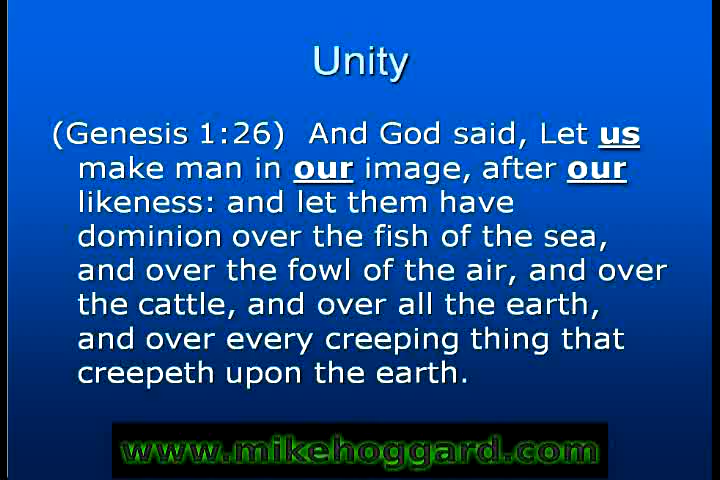 Unity
(Genesis 1:26)  And God said, Let us
make man in our image, after our
likeness: and let them have
dominion over the fish of the sea,
and over the fowl of the air, and over
the cattle, and over all the earth,
and over every creeping thing that
creepeth upon the earth.
www.mikehoggard.com